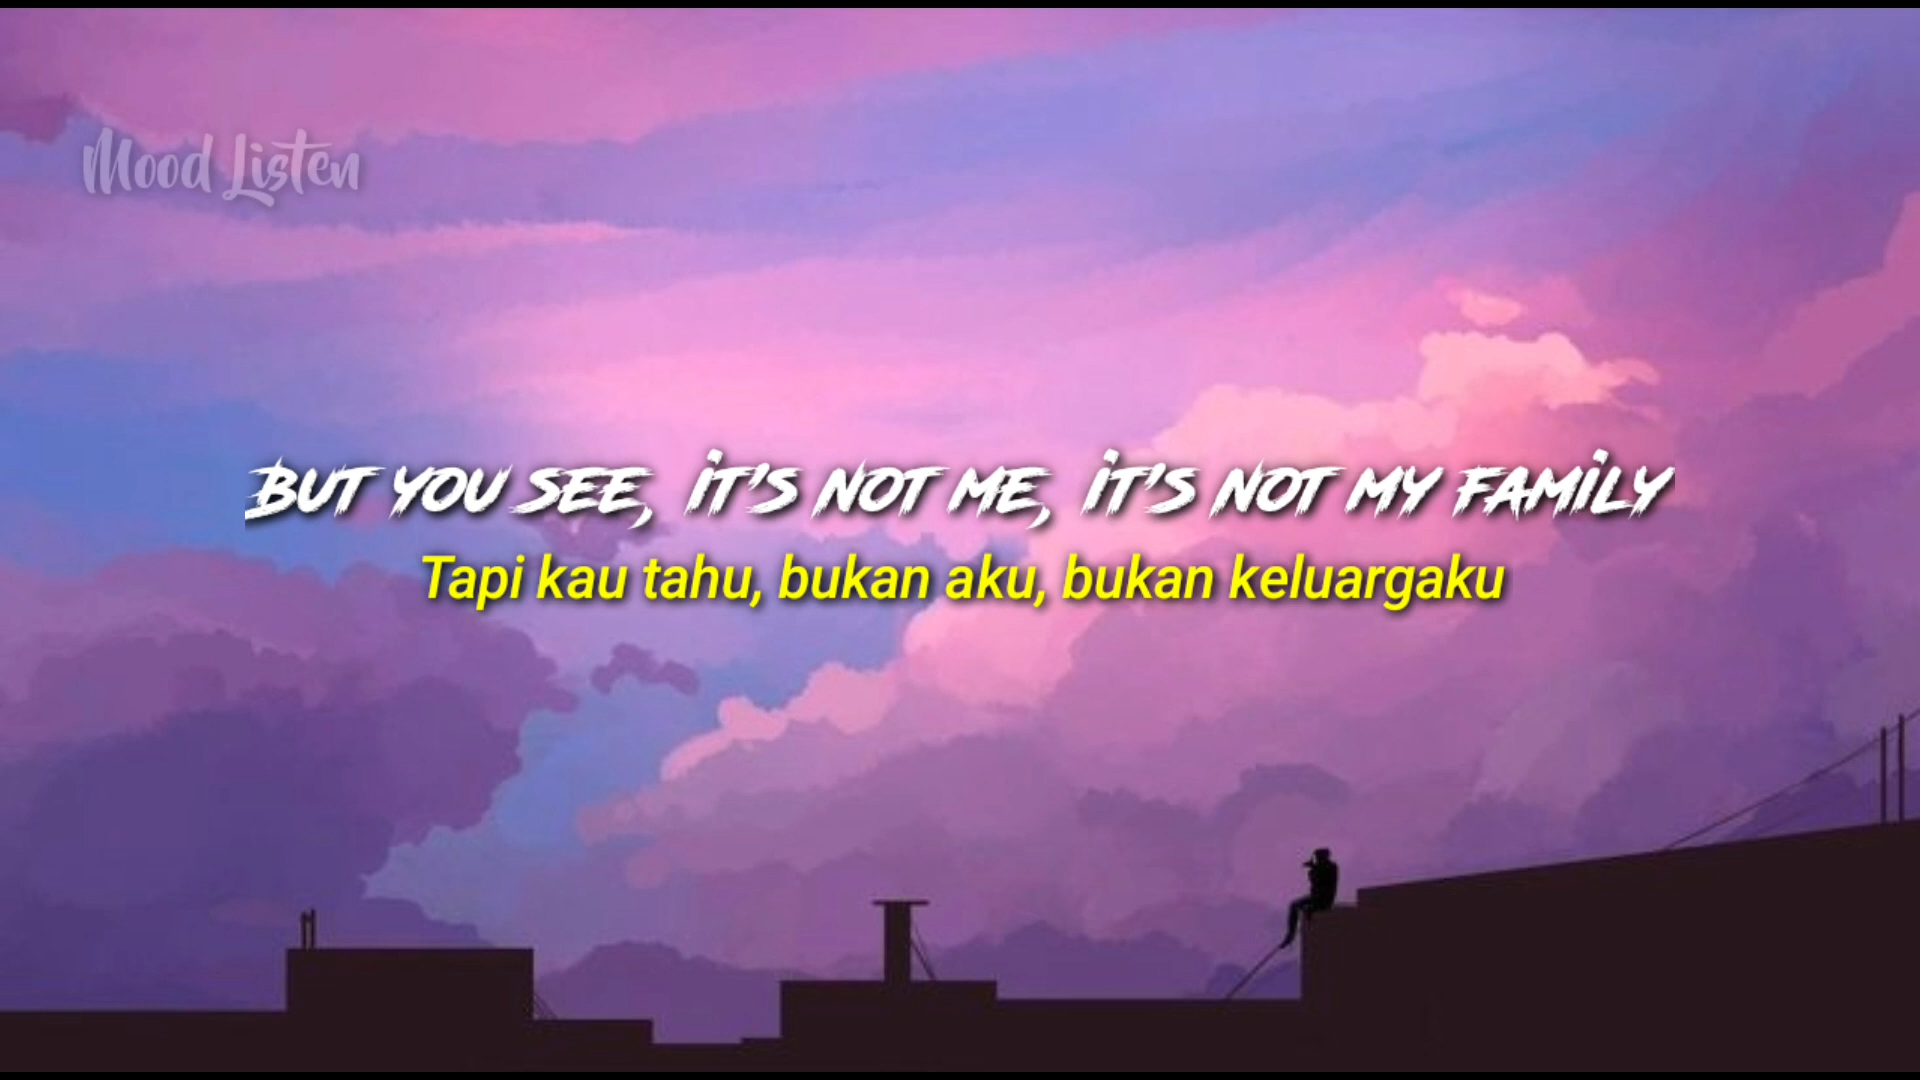 Mood Listen
BUT YOU SEE, IT'S NOT ME, IT'S NOT MY FAMILY
Tapi kau tahu, bukan aku, bukan keluargaku